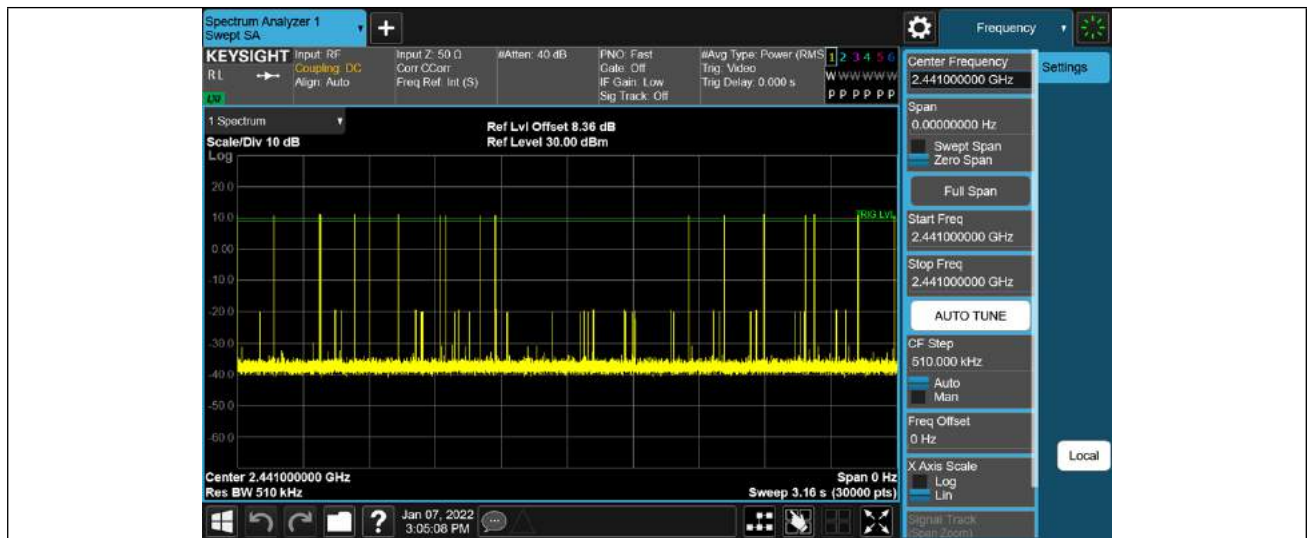 Spectrum Analyzer 1
Swept SA
+
Frequency
KEYSIGHT
Input: RF
Coupling: DC
Align: Auto
Input Z: 50 Ω
Corr CCorr
Freq Ref: Int (S)
#Atten: 40 dB
PNO: Fast
Gate: Off
IF Gain: Low
Sig Track: Off
#Avg Type: Power (RMS
Trig: Video
Trig Delay: 0.000 s
1 2 3 4 5 6
W W W W W W
P P P P P P
R L
Center Frequency
2.441000000 GHz
Settings
Span
0.00000000 Hz
Swept Span
Zero Span
Full Span
Start Freq
2.441000000 GHz
Stop Freq
2.441000000 GHz
AUTO TUNE
CF Step
510.000 kHz
Auto
Man
Freq Offset
0 Hz
X Axis Scale
Log
Lin
Signal Track
(Span Zoom)
Local
1 Spectrum
Scale/Div 10 dB
Log
Ref Lvl Offset 8.36 dB
Ref Level 30.00 dBm
TRIG LVL
20.0
10.0
0.00
-10.0
-20.0
-30.0
-40.0
-50.0
-60.0
Center 2.441000000 GHz
Res BW 510 kHz
Span 0 Hz
Sweep 3.16 s (30000 pts)
?
Jan 07, 2022
3:05:08 PM